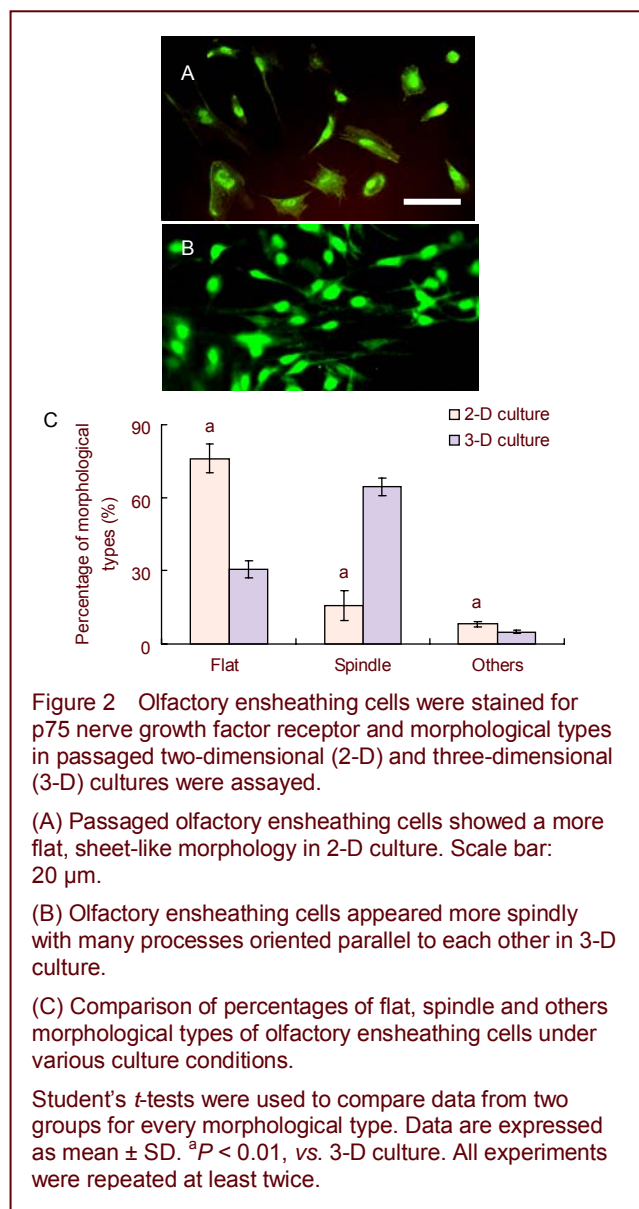 A
B
C
Percentage of morphological
types (%)
90
60
30
0
a
a
a
2-D culture
3-D culture
Flat
Spindle
Others
Figure 2 Olfactory ensheathing cells were stained for
p75 nerve growth factor receptor and morphological types
in passaged two-dimensional (2-D) and three-dimensional
(3-D) cultures were assayed.
(A) Passaged olfactory ensheathing cells showed a more
flat, sheet-like morphology in 2-D culture. Scale bar:
20 μm.
(B) Olfactory ensheathing cells appeared more spindly
with many processes oriented parallel to each other in 3-D
culture.
(C) Comparison of percentages of flat, spindle and others
morphological types of olfactory ensheathing cells under
various culture conditions.
Student's t-tests were used to compare data from two
groups for every morphological type. Data are expressed
as mean ± SD. ᵃP < 0.01, vs. 3-D culture. All experiments
were repeated at least twice.